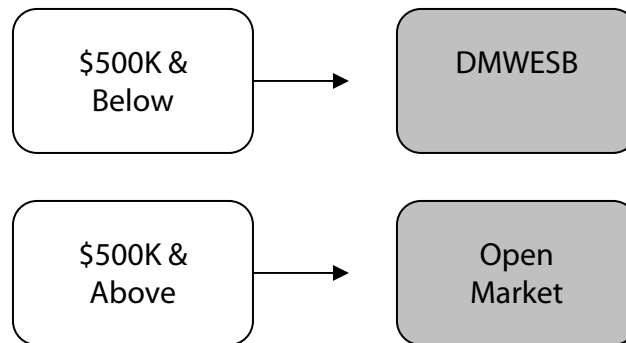 $500K &
Below
DMWESB
$500K &
Above
Open
Market